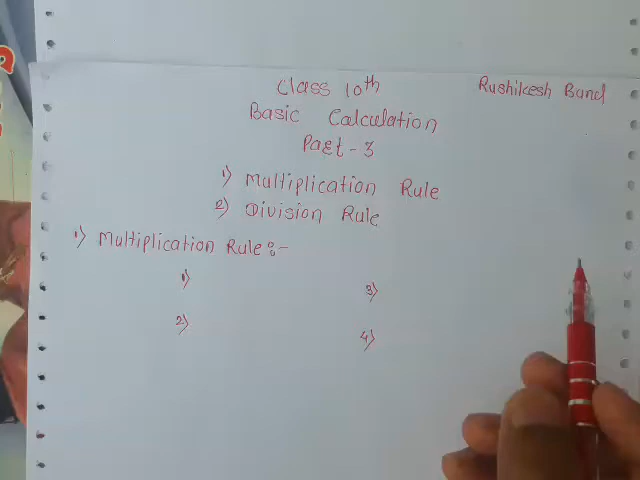 Class 10th
Rushikesh Band
Basic Calculation
Part - 3
1) Multiplication Rule
2) Division Rule
1) Multiplication Rule :-
1)
3)
2)
4)